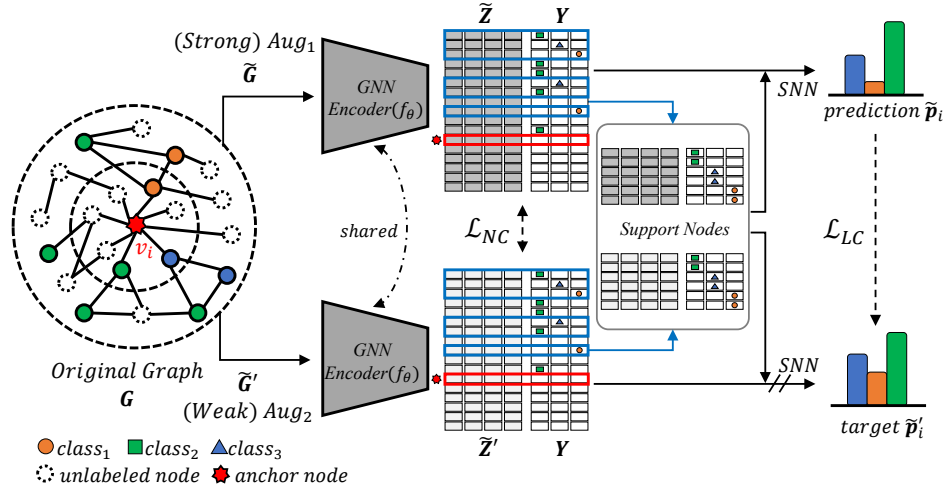 (Strong) Aug₁
G̃
GNN
Encoder(f_θ)
Z̃
Y
SNN
prediction p̃ᵢ
vᵢ
shared
ℒ_NC
Support Nodes
ℒ_LC
Original Graph
G
G̃′
(Weak) Aug₂
GNN
Encoder(f_θ)
Z̃′
Y
SNN
target p̃′ᵢ
class₁
class₂
class₃
unlabeled node
anchor node